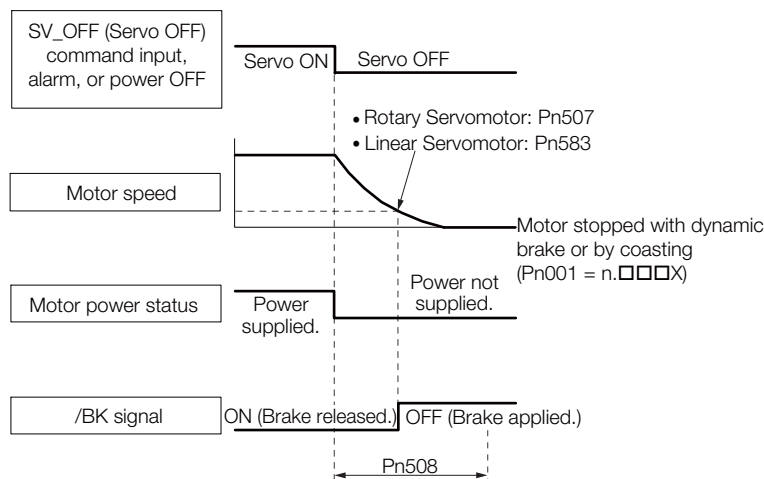 SV_OFF (Servo OFF)
command input,
alarm, or power OFF
Servo ON
Servo OFF
• Rotary Servomotor: Pn507
• Linear Servomotor: Pn583
Motor speed
Motor stopped with dynamic
brake or by coasting
(Pn001 = n.□□□X)
Motor power status
Power
supplied.
Power not
supplied.
/BK signal
ON (Brake released.)
OFF (Brake applied.)
Pn508